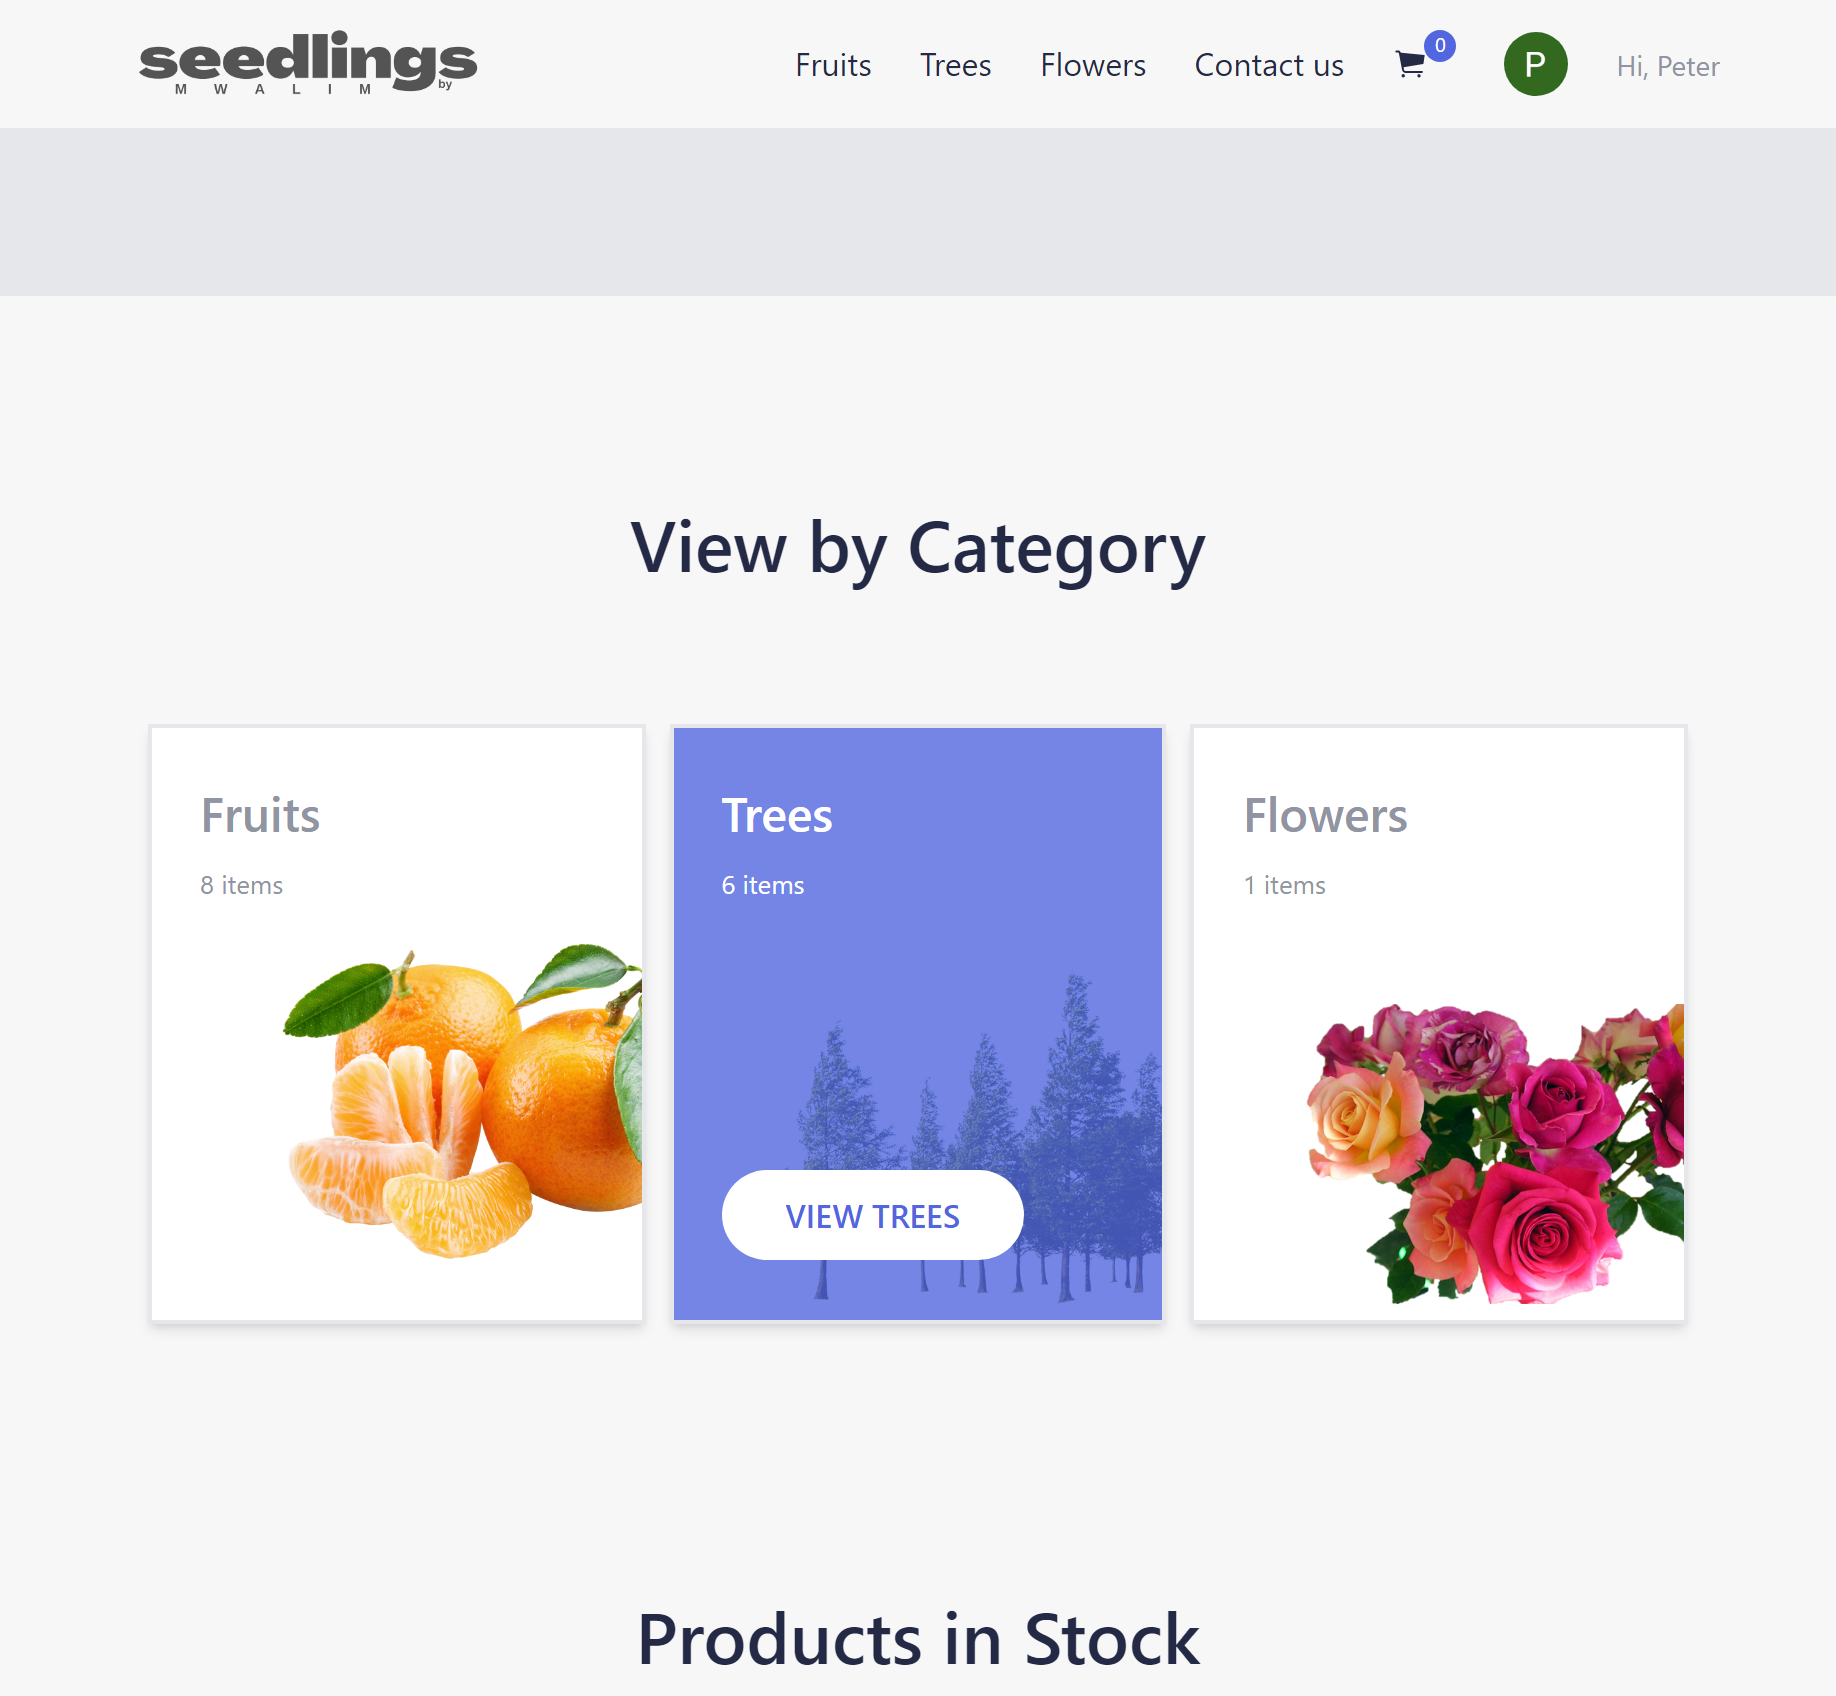 seedlings
by
M W A L I M
Fruits Trees Flowers Contact us 0 P Hi, Peter
View by Category
Fruits
8 items
Trees
6 items
VIEW TREES
Flowers
1 items
Products in Stock